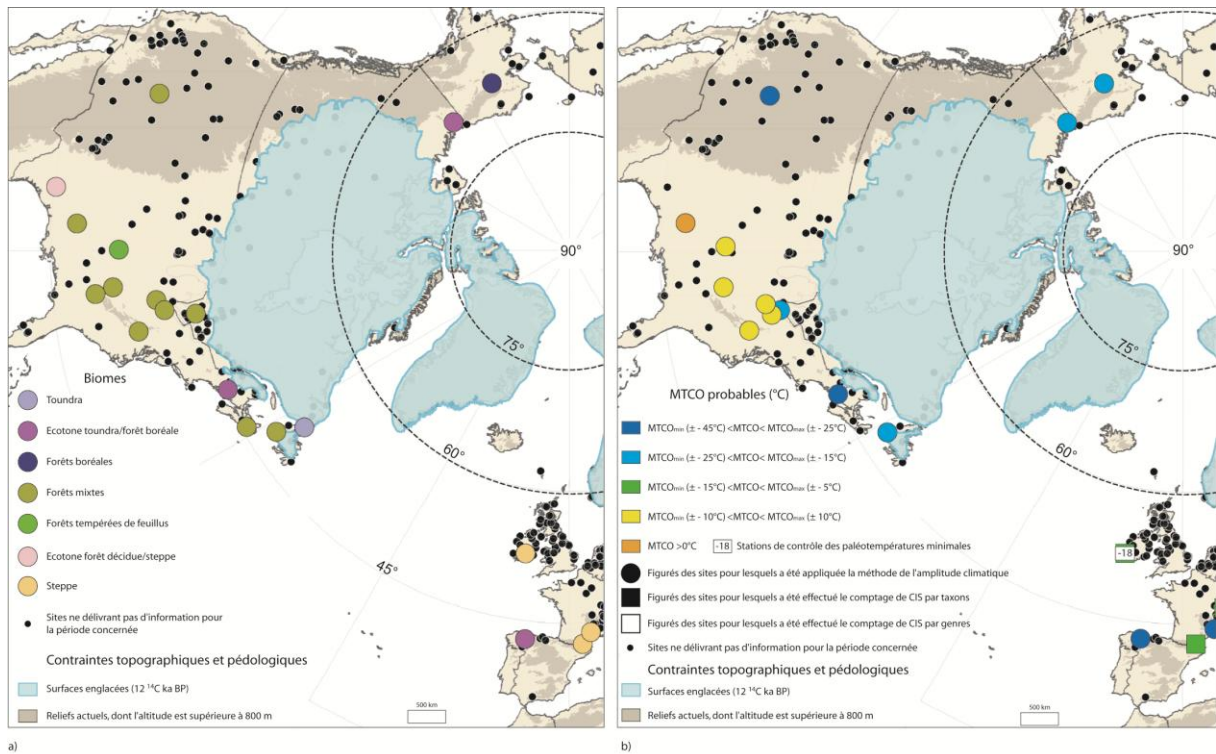 90°
75°
60°
45°
Biomes
Toundra
Ecotone toundra/forêt boréale
Forêts boréales
Forêts mixtes
Forêts tempérées de feuillus
Ecotone forêt décidue/steppe
Steppe
Sites ne délivrant pas d'information pour
la période concernée
Contraintes topographiques et pédologiques
Surfaces englacées (12 ¹⁴C ka BP)
Reliefs actuels, dont l'altitude est supérieure à 800 m
500 km
a)
90°
75°
60°
45°
MTCO probables (°C)
MTCOmin (± - 45°C) <MTCO< MTCOmax (± - 25°C)
MTCOmin (± - 25°C) <MTCO< MTCOmax (± - 15°C)
MTCOmin (± - 15°C) <MTCO< MTCOmax (± - 5°C)
MTCOmin (± - 10°C) <MTCO< MTCOmax (± 10°C)
MTCO >0°C -18 Stations de contrôle des paléotempératures minimales
Figurés des sites pour lesquels a été appliquée la méthode de l'amplitude climatique
Figurés des sites pour lesquels a été effectué le comptage de CIS par taxons
Figurés des sites pour lesquels a été effectué le comptage de CIS par genres
Sites ne délivrant pas d'information pour la période concernée
Contraintes topographiques et pédologiques
Surfaces englacées (12 ¹⁴C ka BP)
Reliefs actuels, dont l'altitude est supérieure à 800 m
-18
500 km
b)